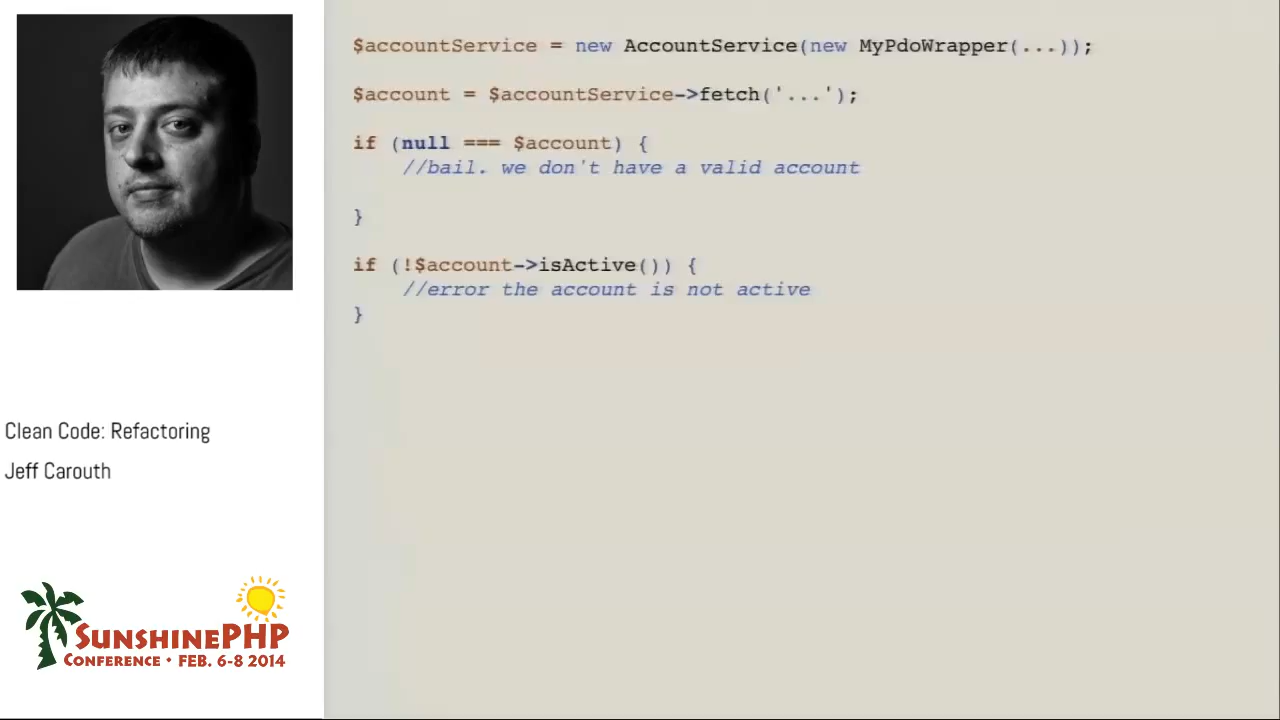 $accountService = new AccountService(new MyPdoWrapper(...));
$account = $accountService->fetch('...');
if (null === $account) {
//bail. we don't have a valid account
}
if (!$account->isActive()) {
//error the account is not active
}
Clean Code: Refactoring
Jeff Carouth
SUNSHINEPHP
CONFERENCE • FEB. 6-8 2014